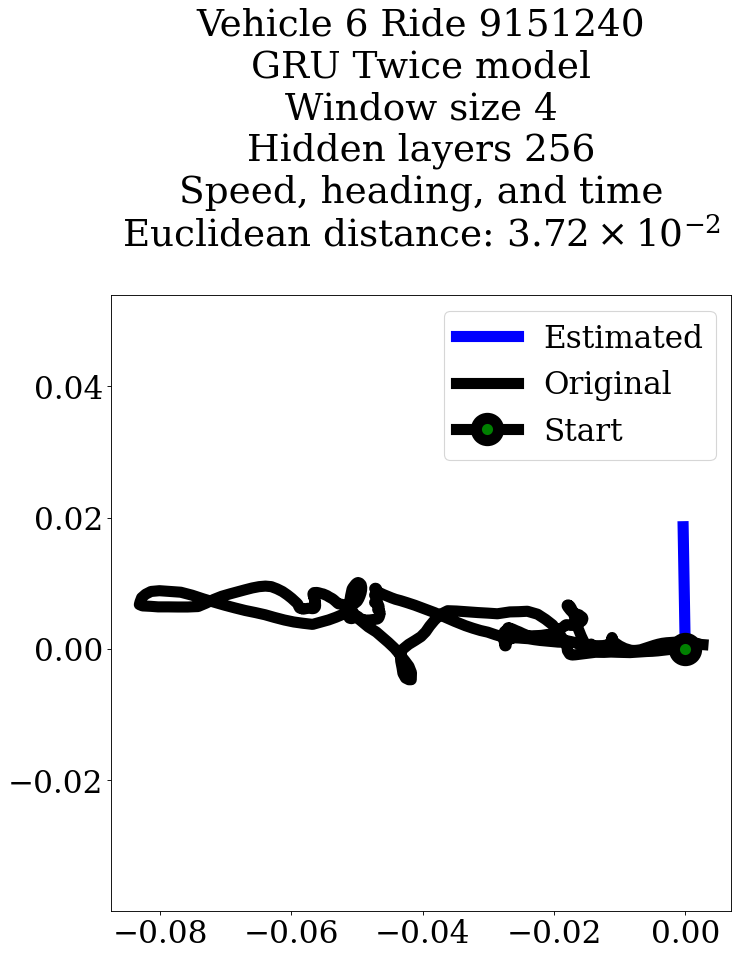 Vehicle 6 Ride 9151240
GRU Twice model
Window size 4
Hidden layers 256
Speed, heading, and time
Euclidean distance: 3.72 × 10⁻²
Estimated
Original
Start
0.04
0.02
0.00
−0.02
−0.08 −0.06 −0.04 −0.02 0.00